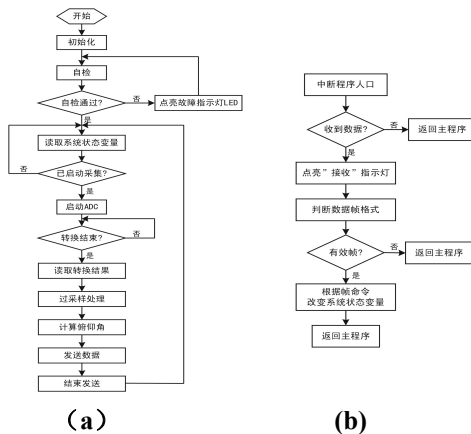 开始
初始化
自检
自检通过?
否
点亮故障指示灯LED
是
读取系统状态变量
已启动采集?
否
是
启动ADC
转换结束?
否
是
读取转换结果
过采样处理
计算俯仰角
发送数据
结束发送
(a)
中断程序人口
收到数据?
否
返回主程序
是
点亮"接收"指示灯
判断数据帧格式
有效帧?
否
返回主程序
是
根据帧命令
改变系统状态变量
返回主程序
(b)